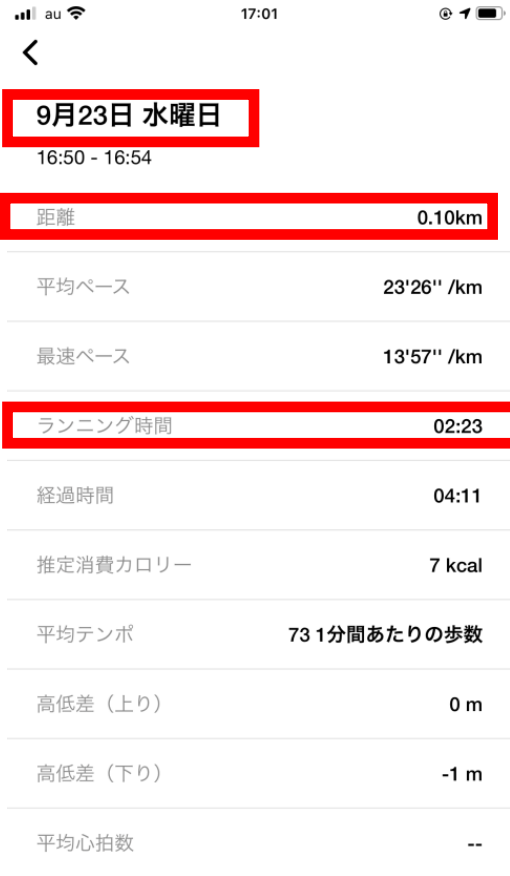 au 17:01
9月23日 水曜日
16:50 - 16:54
距離 0.10km
平均ペース 23'26'' /km
最速ペース 13'57'' /km
ランニング時間 02:23
経過時間 04:11
推定消費カロリー 7 kcal
平均テンポ 73 1分間あたりの歩数
高低差（上り） 0 m
高低差（下り） -1 m
平均心拍数 --